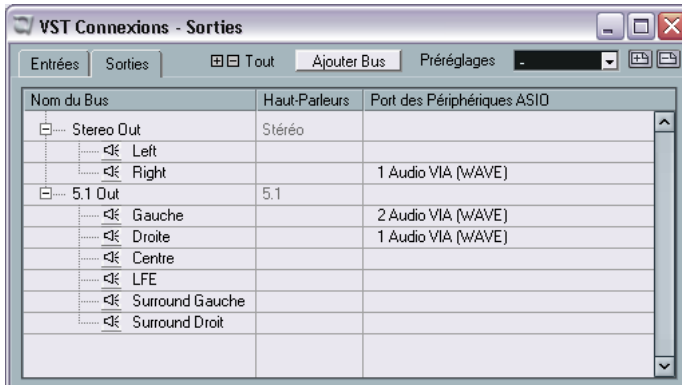 VST Connexions - Sorties
Entrées Sorties Tout Ajouter Bus Préréglages -
Nom du Bus Haut-Parleurs Port des Périphériques ASIO
Stereo Out Stéréo
Left
Right 1 Audio VIA (WAVE)
5.1 Out 5.1
Gauche 2 Audio VIA (WAVE)
Droite 1 Audio VIA (WAVE)
Centre
LFE
Surround Gauche
Surround Droit